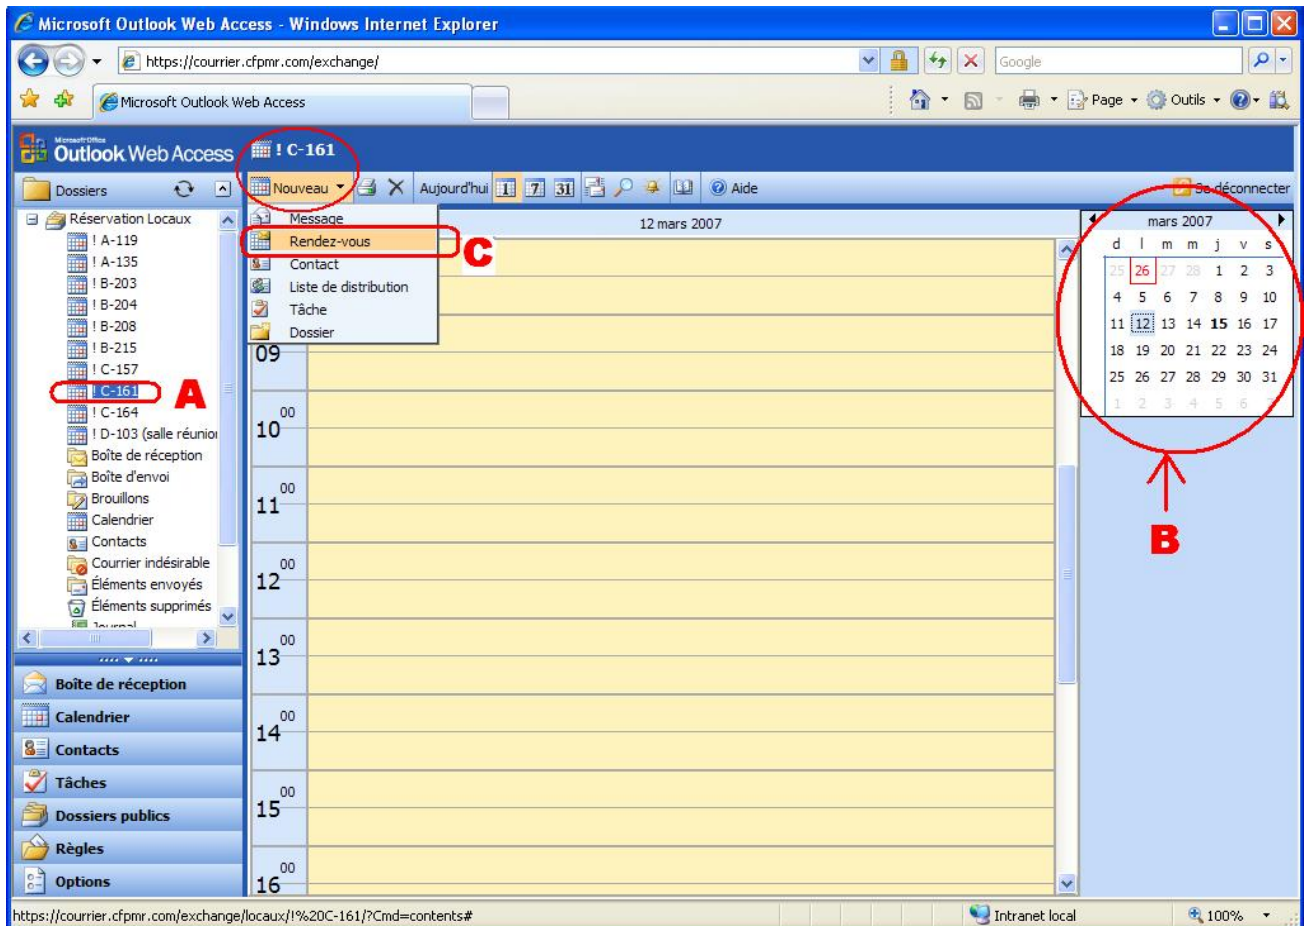 Microsoft Outlook Web Access - Windows Internet Explorer
https://courrier.cfpmr.com/exchange/
Google
Microsoft Outlook Web Access
Page
Outils
Microsoft Office
Outlook Web Access
! C-161
Dossiers
Nouveau
Aujourd'hui
1
7
31
Aide
Se déconnecter
Réservation Locaux
! A-119
! A-135
! B-203
! B-204
! B-208
! B-215
! C-157
! C-161
A
! C-164
! D-103 (salle réunion
Boîte de réception
Boîte d'envoi
Brouillons
Calendrier
Contacts
Courrier indésirable
Éléments envoyés
Éléments supprimés
Journal
Boîte de réception
Calendrier
Contacts
Tâches
Dossiers publics
Règles
Options
Message
Rendez-vous
C
Contact
Liste de distribution
Tâche
Dossier
12 mars 2007
09
10 00
11 00
12 00
13 00
14 00
15 00
16 00
mars 2007
d l m m j v s
25 26 27 28 1 2 3
4 5 6 7 8 9 10
11 12 13 14 15 16 17
18 19 20 21 22 23 24
25 26 27 28 29 30 31
1 2 3 4 5 6 7
B
https://courrier.cfpmr.com/exchange/locaux/!%20C-161/?Cmd=contents#
Intranet local
100%